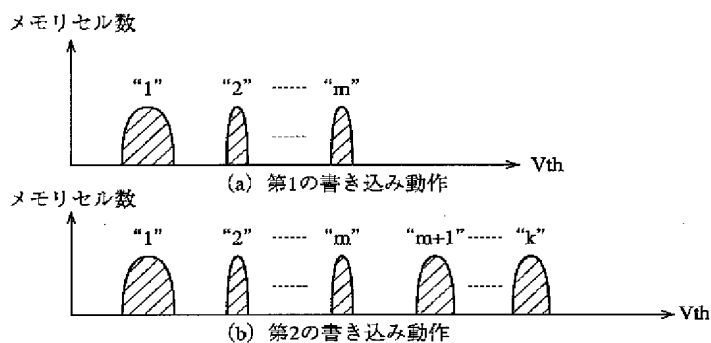 メモリセル数
“1” “2” ------ “m”
------
Vth
(a) 第1の書き込み動作
メモリセル数
“1” “2” ------ “m” “m+1” ------ “k”
------ ------
Vth
(b) 第2の書き込み動作